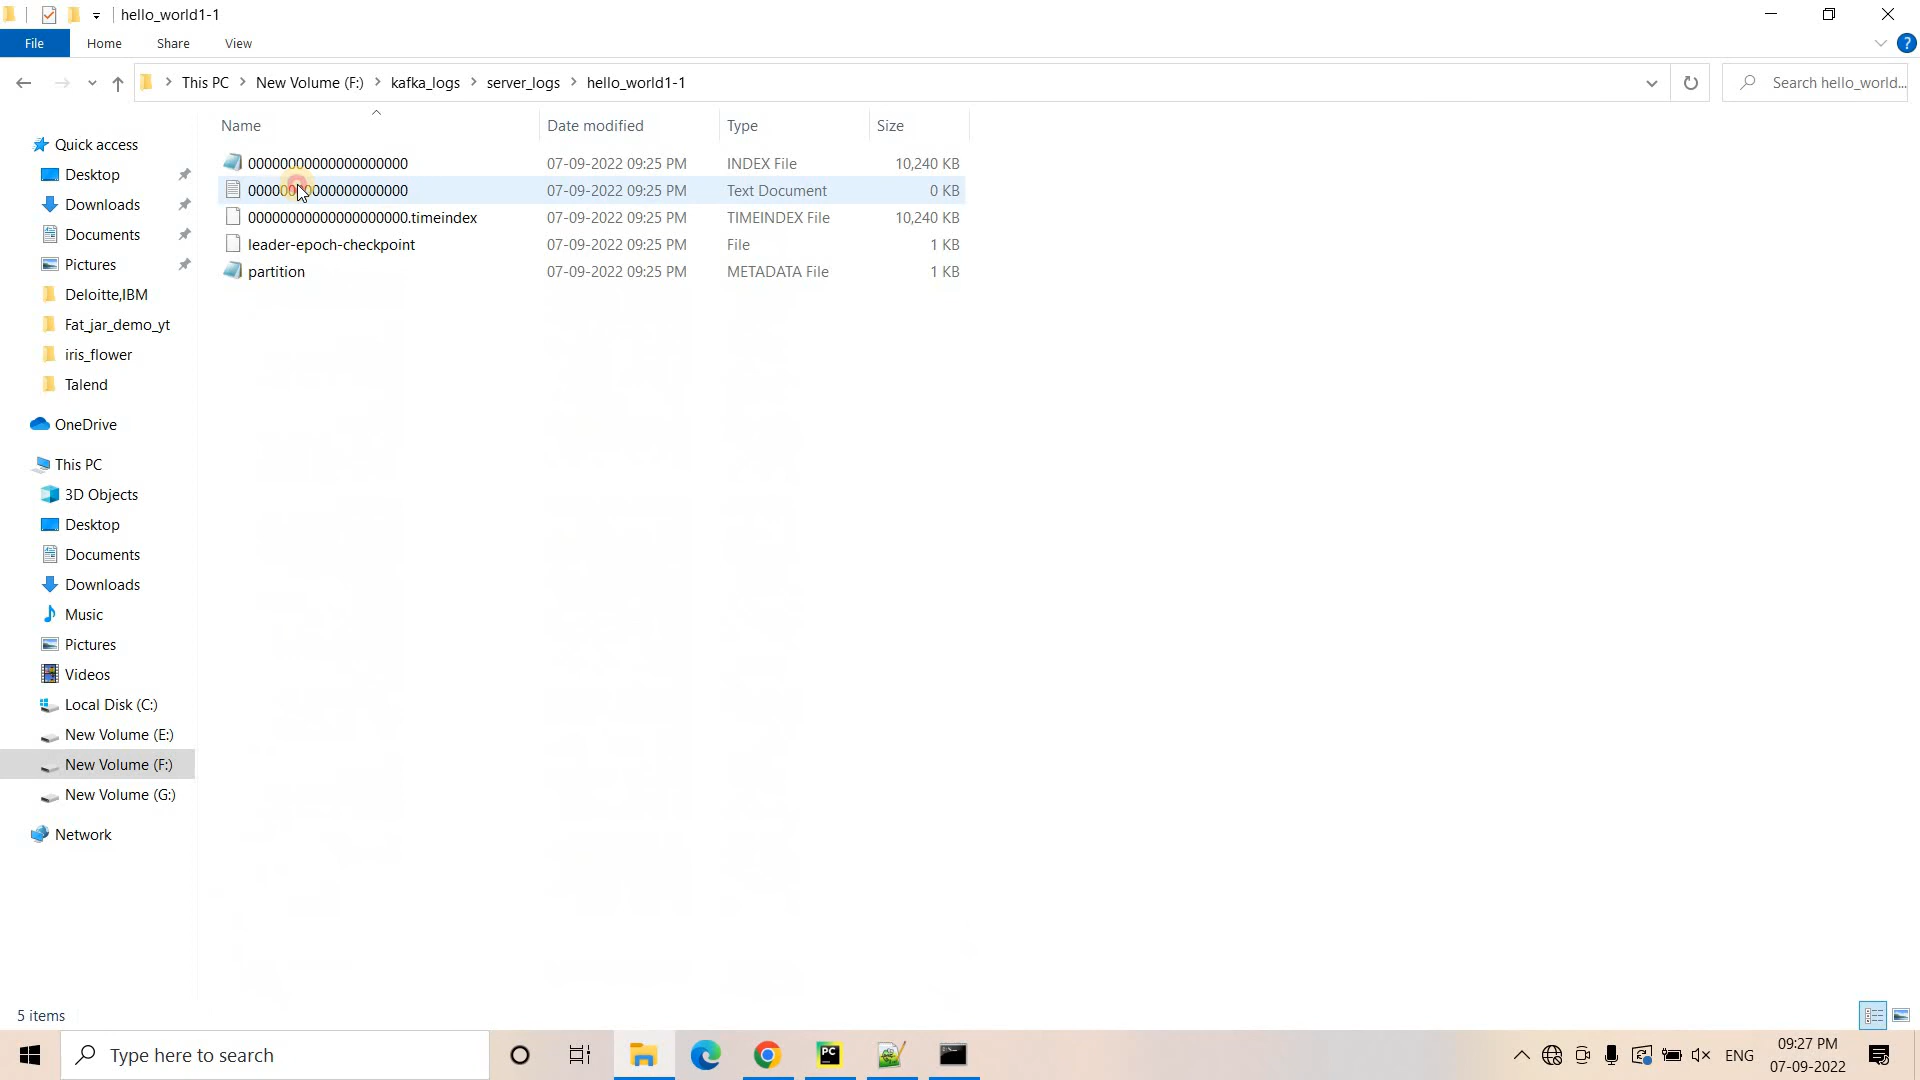 hello_world1-1
File Home Share View
This PC New Volume (F:) kafka_logs server_logs hello_world1-1
Search hello_world...
Name Date modified Type Size
00000000000000000000 07-09-2022 09:25 PM INDEX File 10,240 KB
00000000000000000000 07-09-2022 09:25 PM Text Document 0 KB
00000000000000000000.timeindex 07-09-2022 09:25 PM TIMEINDEX File 10,240 KB
leader-epoch-checkpoint 07-09-2022 09:25 PM File 1 KB
partition 07-09-2022 09:25 PM METADATA File 1 KB
Quick access
Desktop
Downloads
Documents
Pictures
Deloitte,IBM
Fat_jar_demo_yt
iris_flower
Talend
OneDrive
This PC
3D Objects
Desktop
Documents
Downloads
Music
Pictures
Videos
Local Disk (C:)
New Volume (E:)
New Volume (F:)
New Volume (G:)
Network
5 items
Type here to search
PC
ENG
09:27 PM
07-09-2022